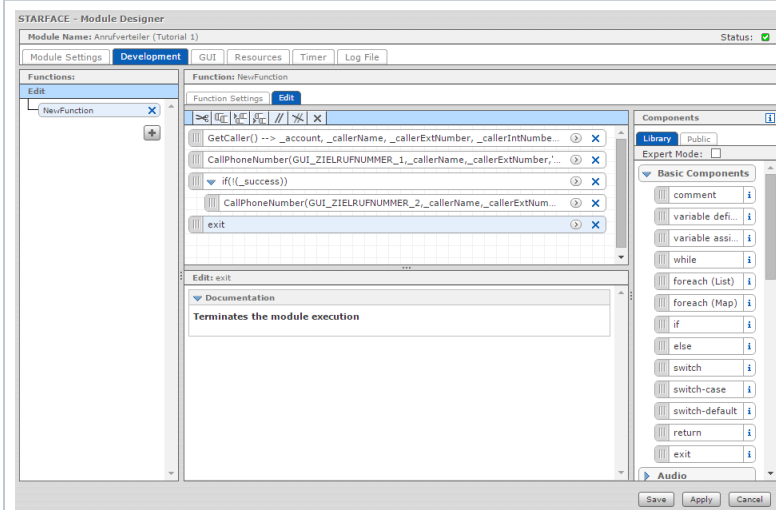 STARFACE - Module Designer
Module Name: Anrufverteiler (Tutorial 1)
Status:
Module Settings
Development
GUI
Resources
Timer
Log File
Functions:
Edit
NewFunction
Function: NewFunction
Function Settings
Edit
GetCaller() --> _account, _callerName, _callerExtNumber, _callerIntNumbe...
CallPhoneNumber(GUI_ZIELRUFNUMMER_1,_callerName,_callerExtNumber,'...
if(!(_success))
CallPhoneNumber(GUI_ZIELRUFNUMMER_2,_callerName,_callerExtNum...
exit
Edit: exit
Documentation
Terminates the module execution
Components
Library
Public
Expert Mode:
Basic Components
comment
variable defi...
variable assi...
while
foreach (List)
foreach (Map)
if
else
switch
switch-case
switch-default
return
exit
Audio
Save
Apply
Cancel